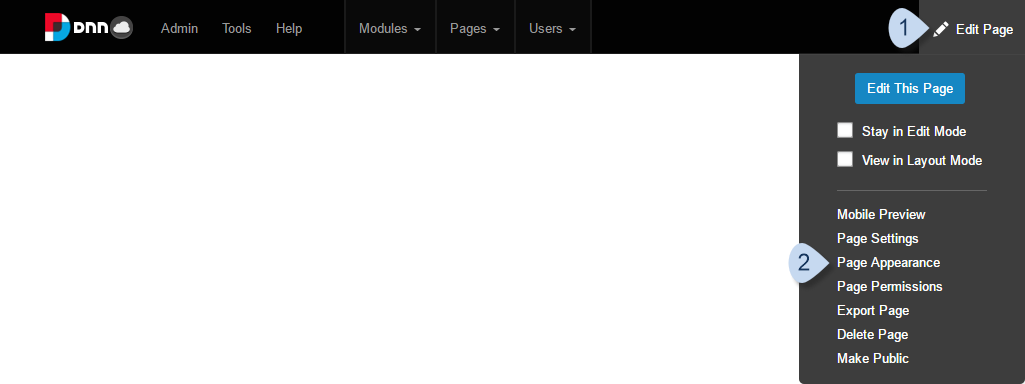 DNN Admin Tools Help Modules Pages Users 1 Edit Page
Edit This Page
Stay in Edit Mode
View in Layout Mode
Mobile Preview
Page Settings
2 Page Appearance
Page Permissions
Export Page
Delete Page
Make Public